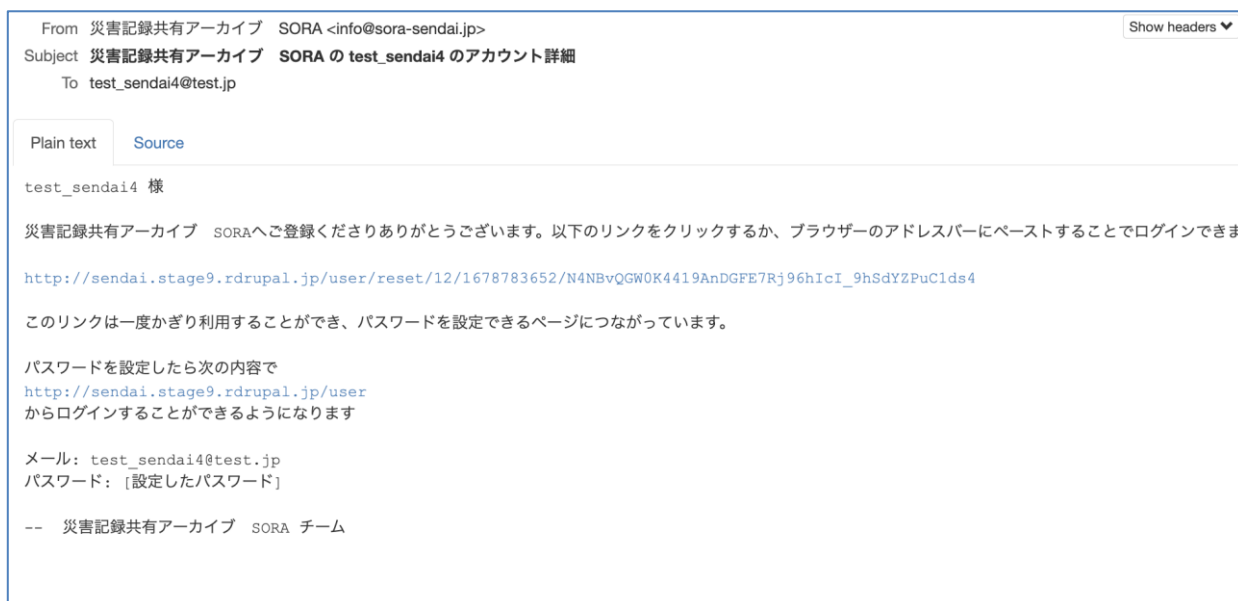 From 災害記録共有アーカイブ　SORA <info@sora-sendai.jp>
Show headers
Subject 災害記録共有アーカイブ　SORA の test_sendai4 のアカウント詳細
To test_sendai4@test.jp
Plain text Source
test_sendai4 様
災害記録共有アーカイブ　SORAへご登録くださりありがとうございます。以下のリンクをクリックするか、ブラウザーのアドレスバーにペーストすることでログインできま
http://sendai.stage9.rdrupal.jp/user/reset/12/1678783652/N4NBvQGW0K4419AnDGFE7Rj96hIcI_9hSdYZPuC1ds4
このリンクは一度かぎり利用することができ、パスワードを設定できるページにつながっています。
パスワードを設定したら次の内容で
http://sendai.stage9.rdrupal.jp/user
からログインすることができるようになります
メール: test_sendai4@test.jp
パスワード: [設定したパスワード]
--　災害記録共有アーカイブ　SORA チーム